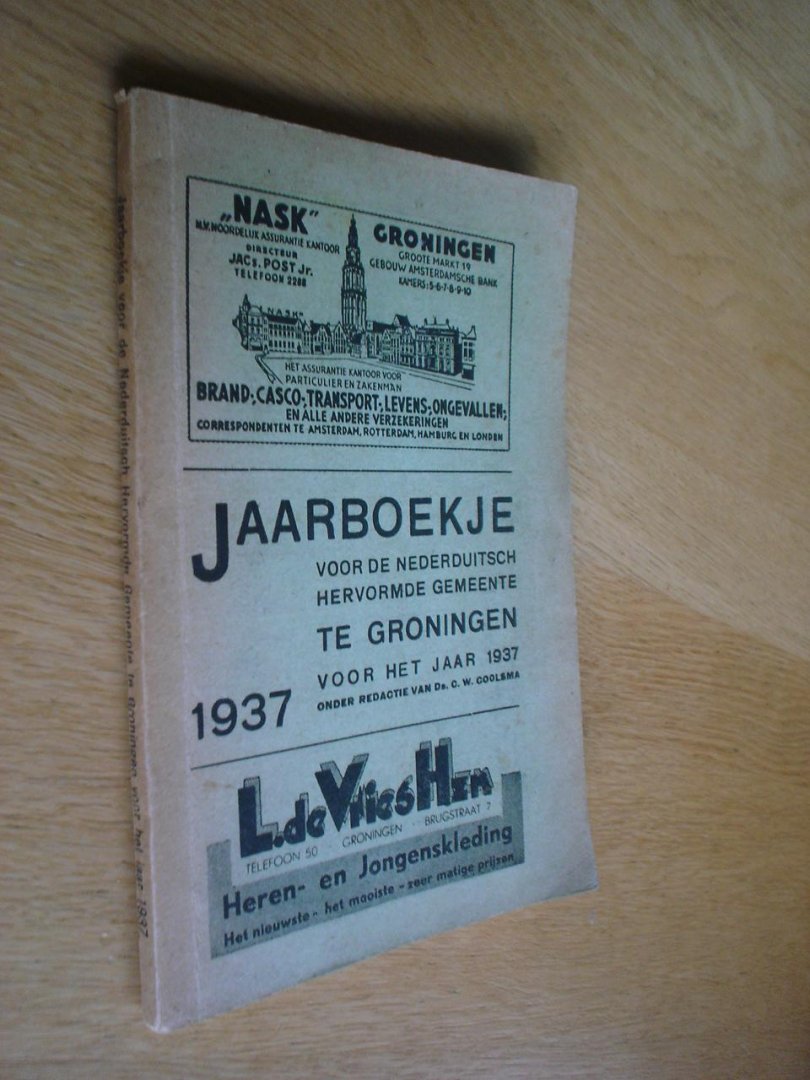 „NASK"
N.V. NOORDELIJK ASSURANTIE KANTOOR
DIRECTEUR
JACs. POST Jr.
TELEFOON 2288
GRONINGEN
GROOTE MARKT 19
GEBOUW AMSTERDAMSCHE BANK
KAMERS: 5-6-7-8-9-10
"NASK"
HET ASSURANTIE KANTOOR VOOR
PARTICULIER EN ZAKENMAN
BRAND-, CASCO-, TRANSPORT-, LEVENS-, ONGEVALLEN-,
EN ALLE ANDERE VERZEKERINGEN
CORRESPONDENTEN TE AMSTERDAM, ROTTERDAM, HAMBURG EN LONDEN
JAARBOEKJE
VOOR DE NEDERDUITSCH
HERVORMDE GEMEENTE
TE GRONINGEN
VOOR HET JAAR 1937
ONDER REDACTIE VAN Ds. C. W. COOLSMA
1937
L. de Vries Hzn
TELEFOON 50 - GRONINGEN - BRUGSTRAAT 7
Heren- en Jongenskleding
Het nieuwste - het mooiste - zeer matige prijzen
Jaarboekje voor de Nederduitsch Hervormde Gemeente te Groningen voor het jaar 1937